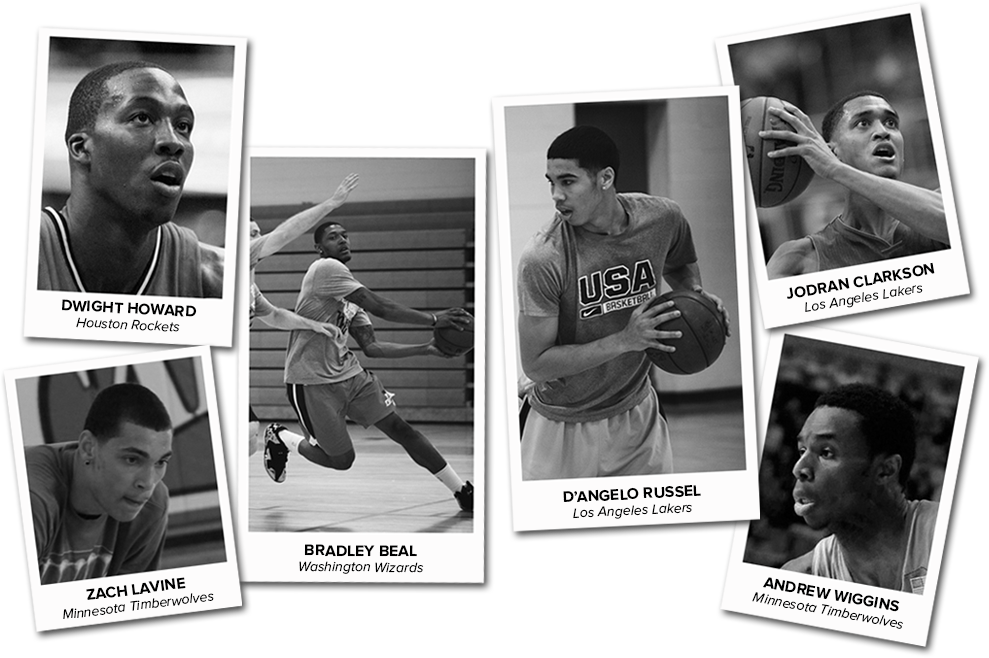 DWIGHT HOWARD
Houston Rockets
ZACH LAVINE
Minnesota Timberwolves
BRADLEY BEAL
Washington Wizards
USA
BASKETBALL
D'ANGELO RUSSEL
Los Angeles Lakers
SPALDING
JODRAN CLARKSON
Los Angeles Lakers
ANDREW WIGGINS
Minnesota Timberwolves